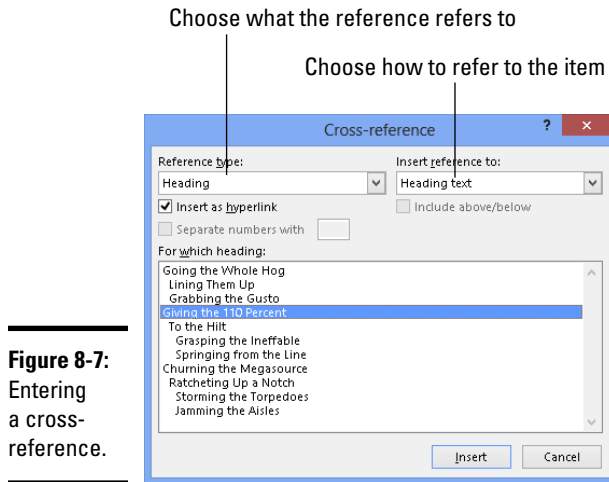 Choose what the reference refers to
Choose how to refer to the item
Cross-reference ? ×
Reference type: Insert reference to:
Heading Heading text
Insert as hyperlink Include above/below
Separate numbers with
For which heading:
Going the Whole Hog
Lining Them Up
Grabbing the Gusto
Giving the 110 Percent
To the Hilt
Grasping the Ineffable
Springing from the Line
Churning the Megasource
Ratcheting Up a Notch
Storming the Torpedoes
Jamming the Aisles
Insert Cancel
Figure 8-7:
Entering
a cross-
reference.